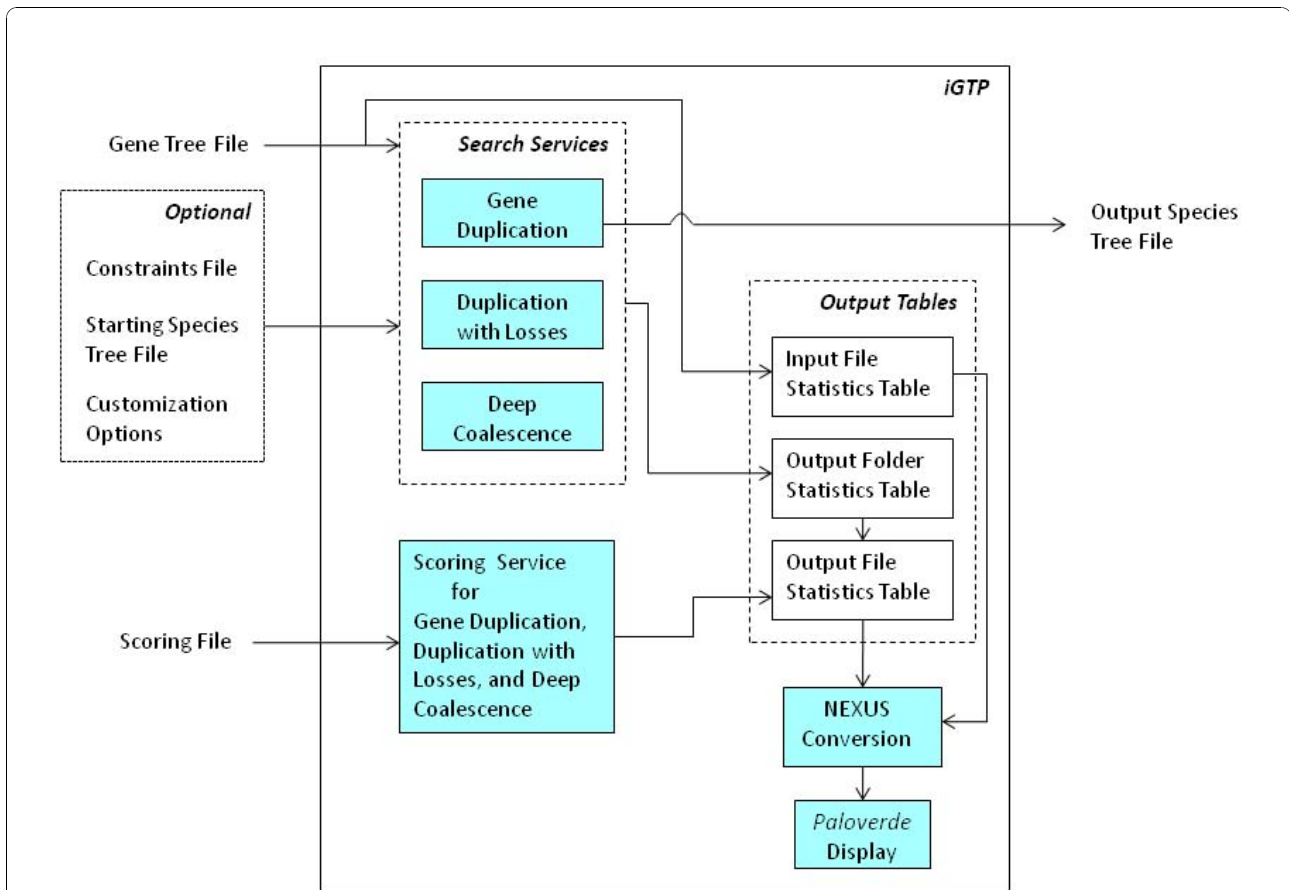 iGTP
Gene Tree File
Search Services
Gene
Duplication
Optional
Constraints File
Starting Species
Tree File
Customization
Options
Duplication
with Losses
Deep
Coalescence
Output Species
Tree File
Output Tables
Input File
Statistics Table
Output Folder
Statistics Table
Output File
Statistics Table
Scoring File
Scoring Service
for
Gene Duplication,
Duplication with
Losses, and Deep
Coalescence
NEXUS
Conversion
Paloverde
Display